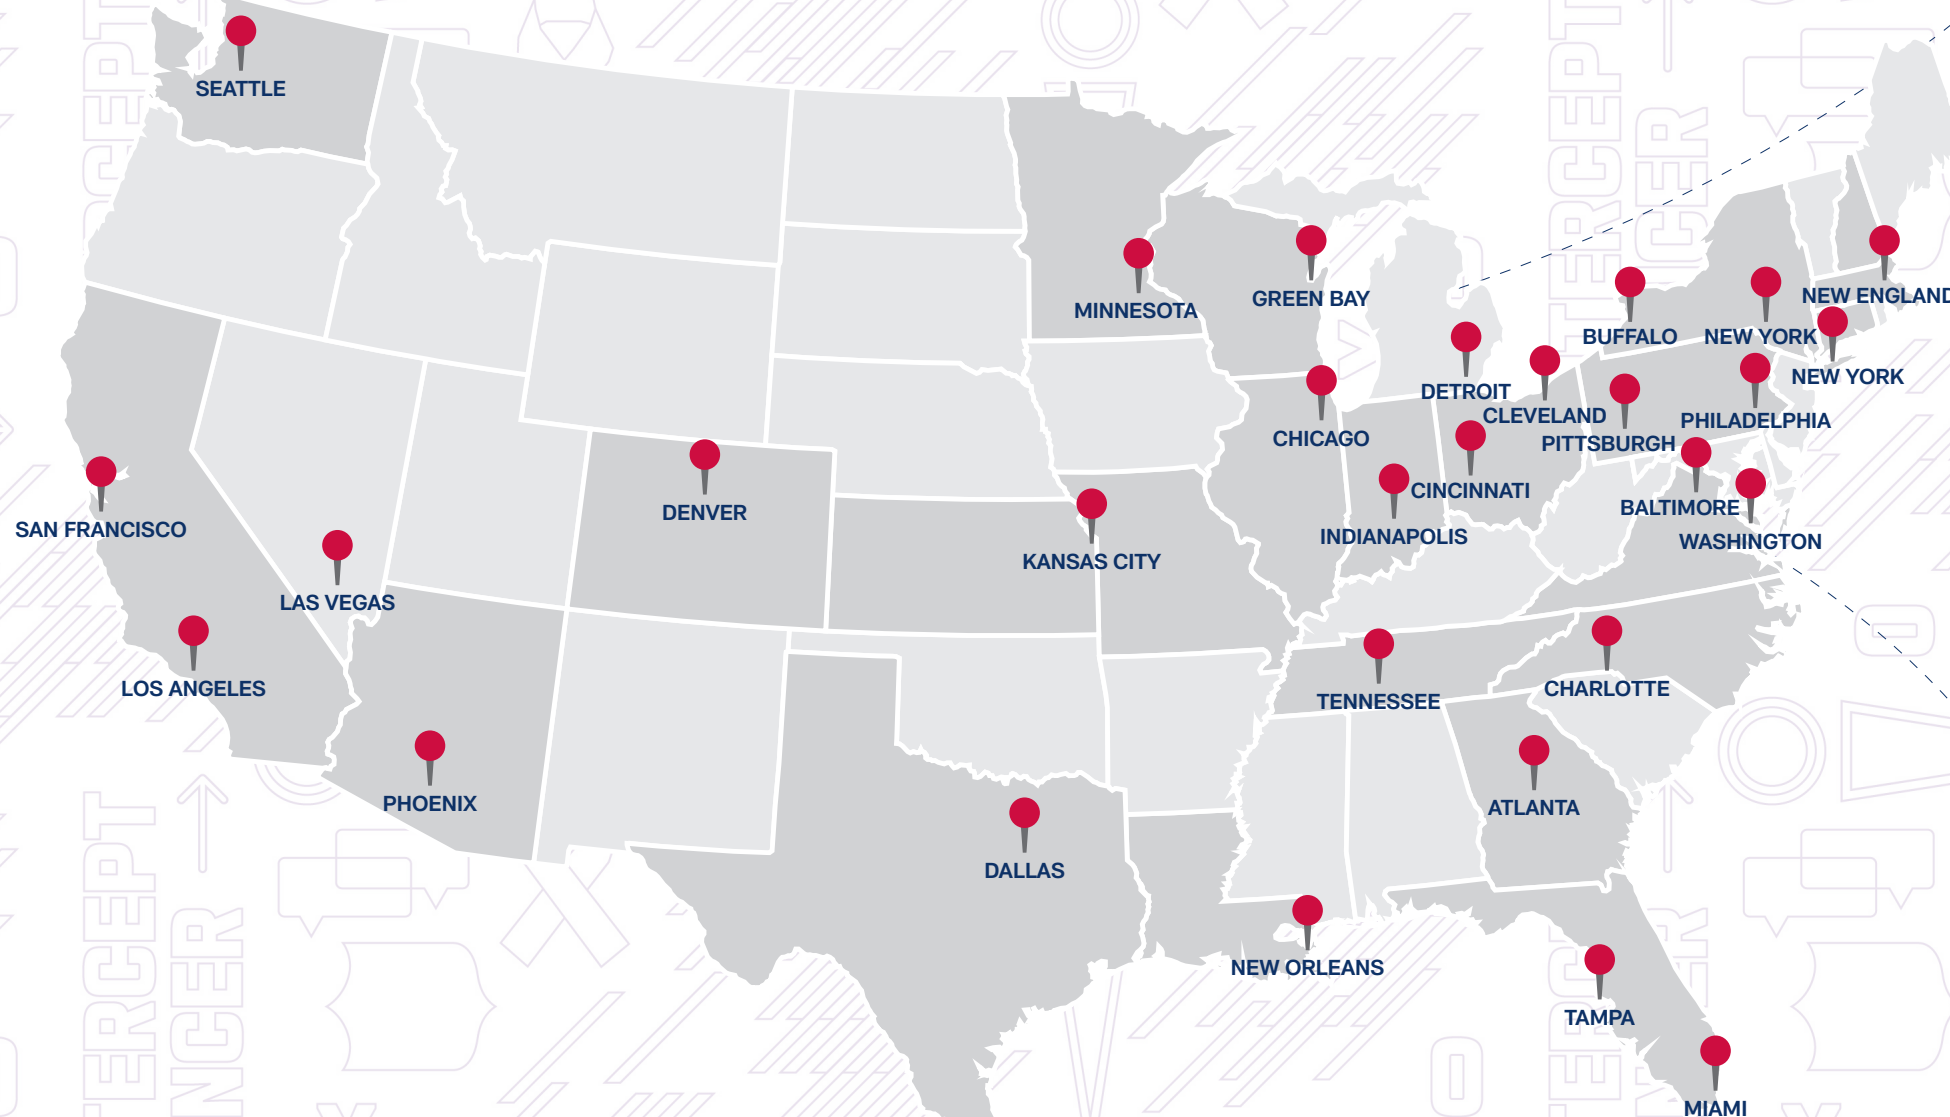 SEATTLE
MINNESOTA
GREEN BAY
BUFFALO
NEW YORK
NEW ENGLAND
NEW YORK
DETROIT
CLEVELAND
PITTSBURGH
PHILADELPHIA
CHICAGO
CINCINNATI
INDIANAPOLIS
BALTIMORE
WASHINGTON
DENVER
KANSAS CITY
SAN FRANCISCO
LAS VEGAS
LOS ANGELES
PHOENIX
TENNESSEE
CHARLOTTE
ATLANTA
DALLAS
NEW ORLEANS
TAMPA
MIAMI
TERCEPT
NCER